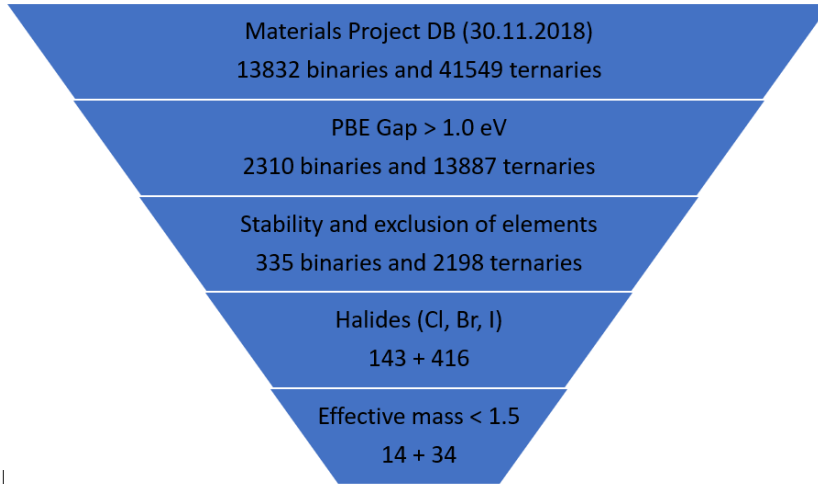 Materials Project DB (30.11.2018)
13832 binaries and 41549 ternaries
PBE Gap > 1.0 eV
2310 binaries and 13887 ternaries
Stability and exclusion of elements
335 binaries and 2198 ternaries
Halides (Cl, Br, I)
143 + 416
Effective mass < 1.5
14 + 34